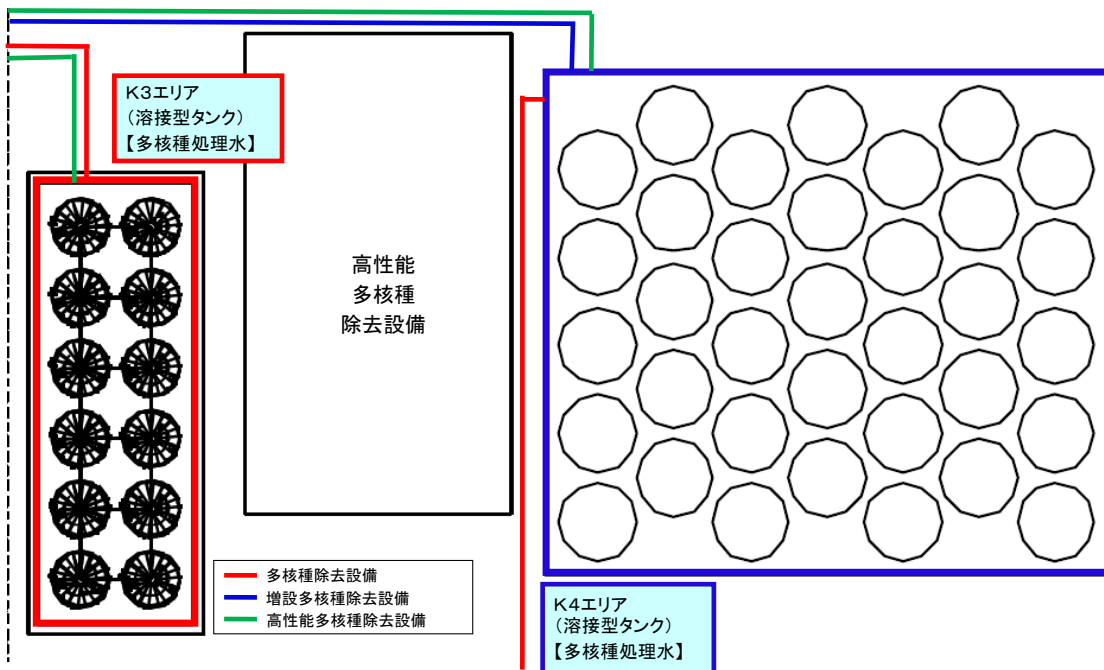 K3エリア
(溶接型タンク)
【多核種処理水】
高性能
多核種
除去設備
多核種除去設備
増設多核種除去設備
高性能多核種除去設備
K4エリア
(溶接型タンク)
【多核種処理水】